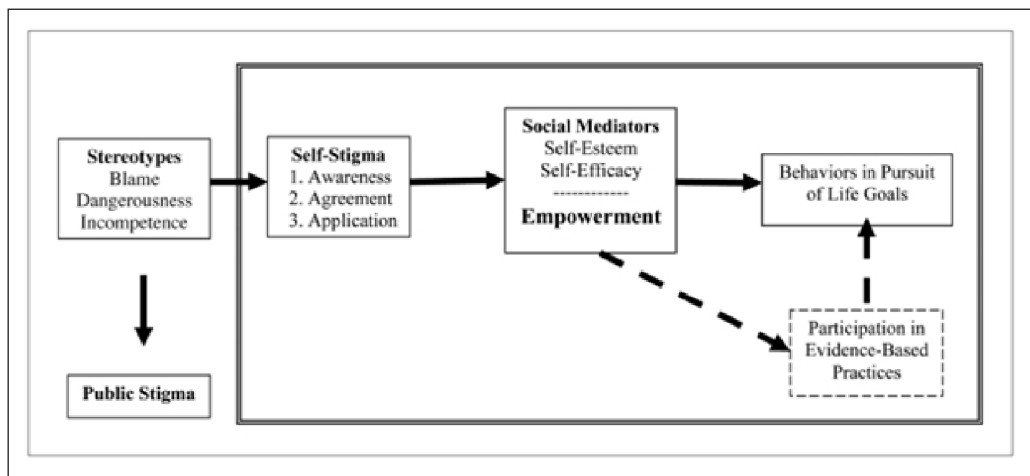 Stereotypes
Blame
Dangerousness
Incompetence
Public Stigma
Self-Stigma
1. Awareness
2. Agreement
3. Application
Social Mediators
Self-Esteem
Self-Efficacy
------------
Empowerment
Behaviors in Pursuit
of Life Goals
Participation in
Evidence-Based
Practices